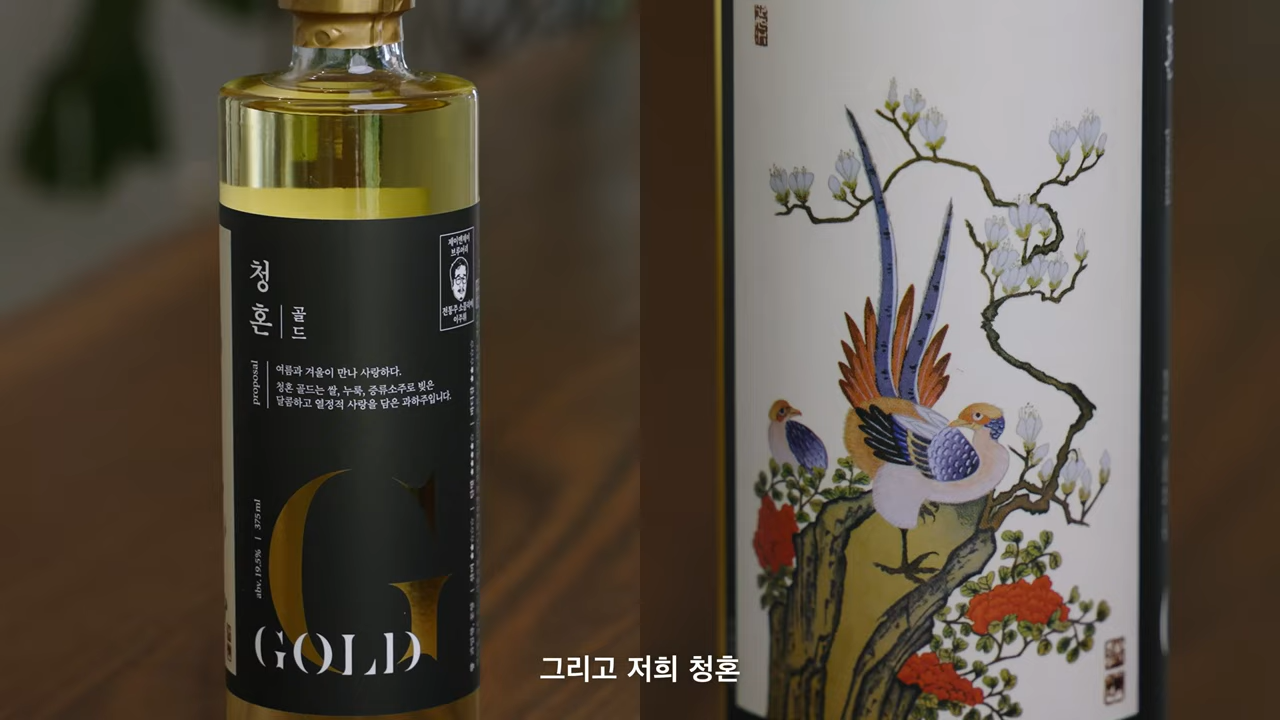 청혼
골드
제이앤제이
브루어리
전통주 소믈리에
이주원
proposal
여름과 겨울이 만나 사랑하다.
청혼 골드는 쌀, 누룩, 증류소주로 빚은
달콤하고 열정적 사랑을 담은 과하주입니다.
abv.19.5% | 375ml
G
GOLD
그리고 저희 청혼